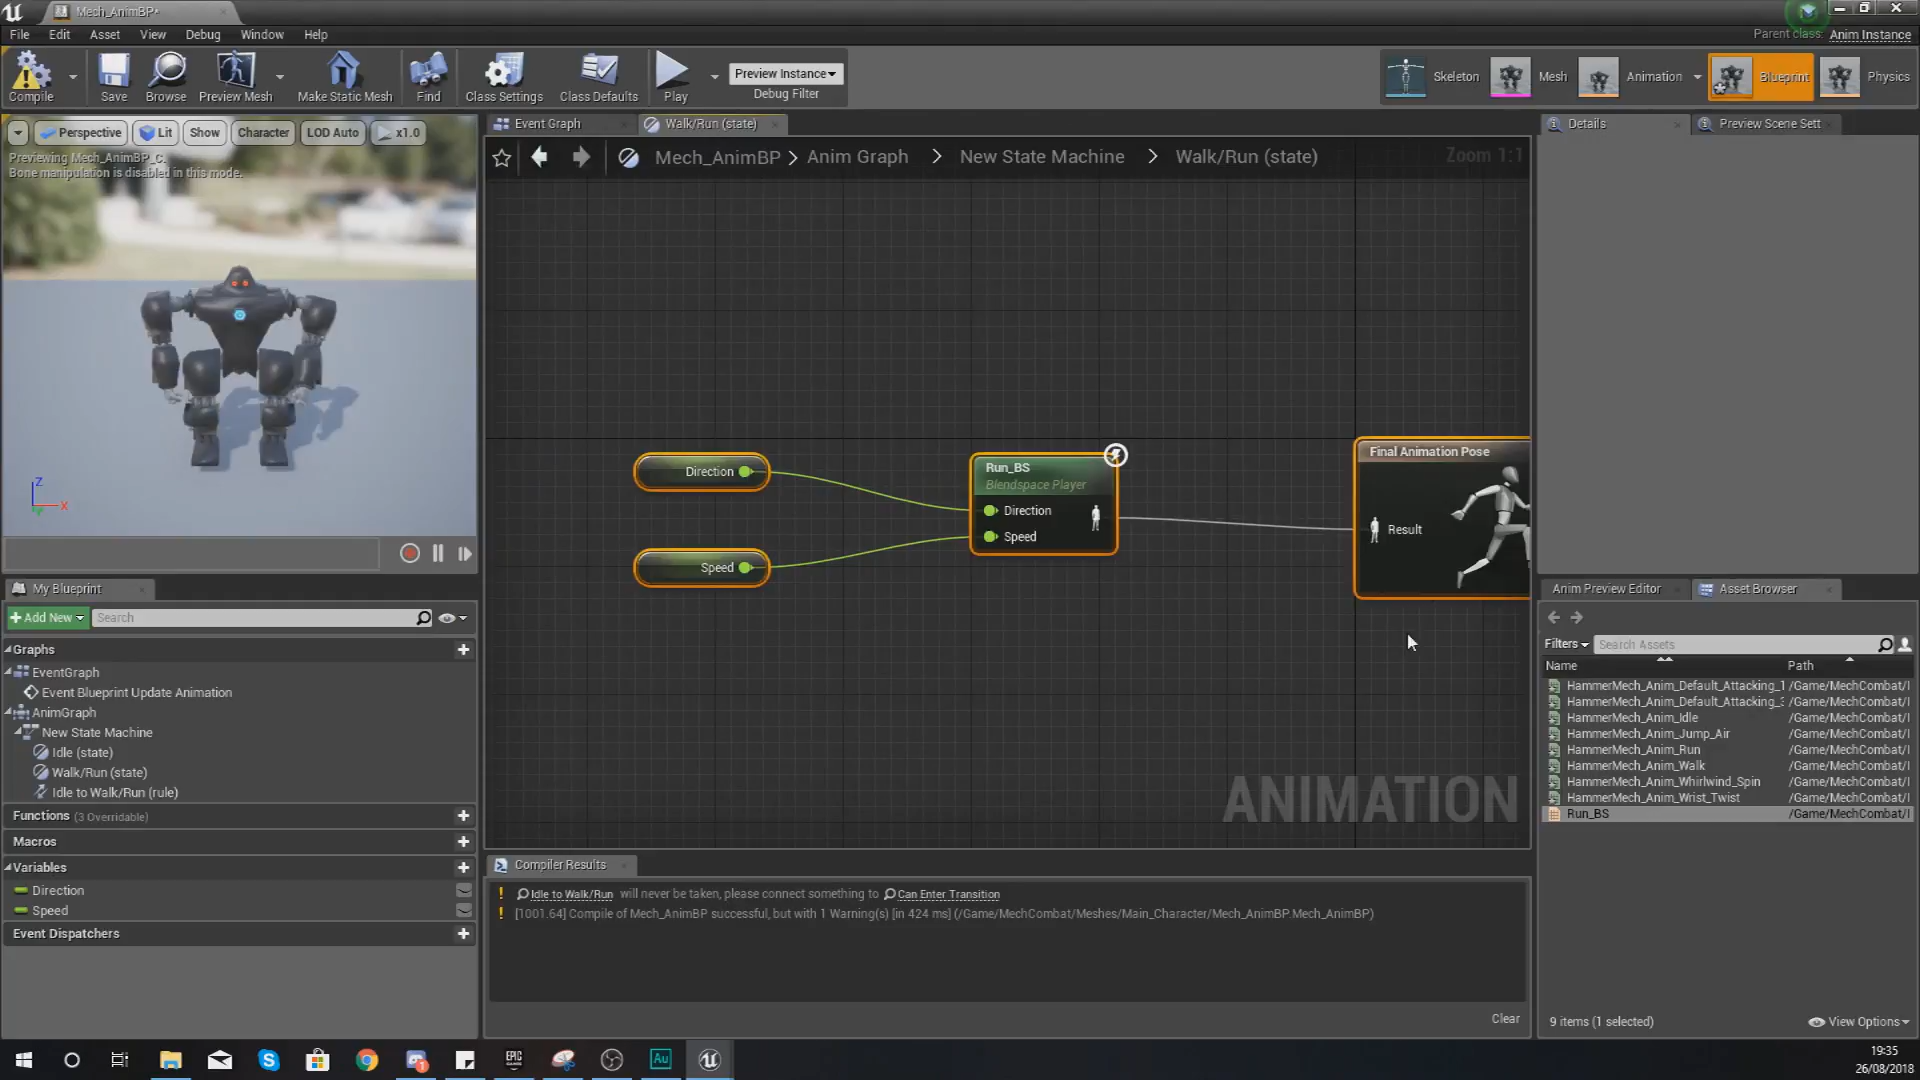 Mech_AnimBP*
File Edit Asset View Debug Window Help
Parent class: Anim Instance
Compile
Save
Browse
Preview Mesh
Make Static Mesh
Find
Class Settings
Class Defaults
Play
Preview Instance
Debug Filter
Skeleton
Mesh
Animation
Blueprint
Physics
Perspective
Lit
Show
Character
LOD Auto
x1.0
Previewing Mech_AnimBP_C.
Bone manipulation is disabled in this mode.
Z
X
Event Graph
Walk/Run (state)
Mech_AnimBP > Anim Graph > New State Machine > Walk/Run (state)
Zoom 1:1
Direction
Speed
Run_BS
Blendspace Player
Direction
Speed
Final Animation Pose
Result
ANIMATION
Details
Preview Scene Sett
My Blueprint
+ Add New
Search
Graphs
EventGraph
Event Blueprint Update Animation
AnimGraph
New State Machine
Idle (state)
Walk/Run (state)
Idle to Walk/Run (rule)
Functions (3 Overridable)
Macros
Variables
Direction
Speed
Event Dispatchers
Compiler Results
Idle to Walk/Run will never be taken, please connect something to Can Enter Transition
[1001.64] Compile of Mech_AnimBP successful, but with 1 Warning(s) [in 424 ms] (/Game/MechCombat/Meshes/Main_Character/Mech_AnimBP.Mech_AnimBP)
Clear
Anim Preview Editor
Asset Browser
Filters
Search Assets
Name Path
HammerMech_Anim_Default_Attacking_1 /Game/MechCombat/
HammerMech_Anim_Default_Attacking_3 /Game/MechCombat/
HammerMech_Anim_Idle /Game/MechCombat/
HammerMech_Anim_Jump_Air /Game/MechCombat/
HammerMech_Anim_Run /Game/MechCombat/
HammerMech_Anim_Walk /Game/MechCombat/
HammerMech_Anim_Whirlwind_Spin /Game/MechCombat/
HammerMech_Anim_Wrist_Twist /Game/MechCombat/
Run_BS /Game/MechCombat/
9 items (1 selected)
View Options
EPIC
GAMES
Au
19:35
26/08/2018